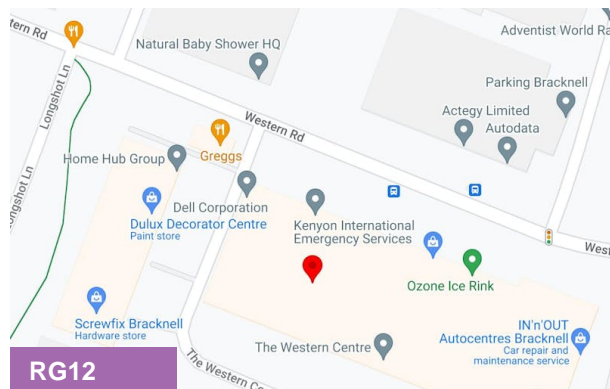 tern Rd
Adventist World Ra
Natural Baby Shower HQ
Longshot Ln
Parking Bracknell
Actegy Limited
Autodata
Western Rd
Greggs
Home Hub Group
Longshot Ln
Dell Corporation
Dulux Decorator Centre
Paint store
Kenyon International
Emergency Services
West
Ozone Ice Rink
IN'n'OUT
Autocentres Bracknell
Car repair and
maintenance service
Screwfix Bracknell
Hardware store
The Western Centre
The Western Ce
RG12